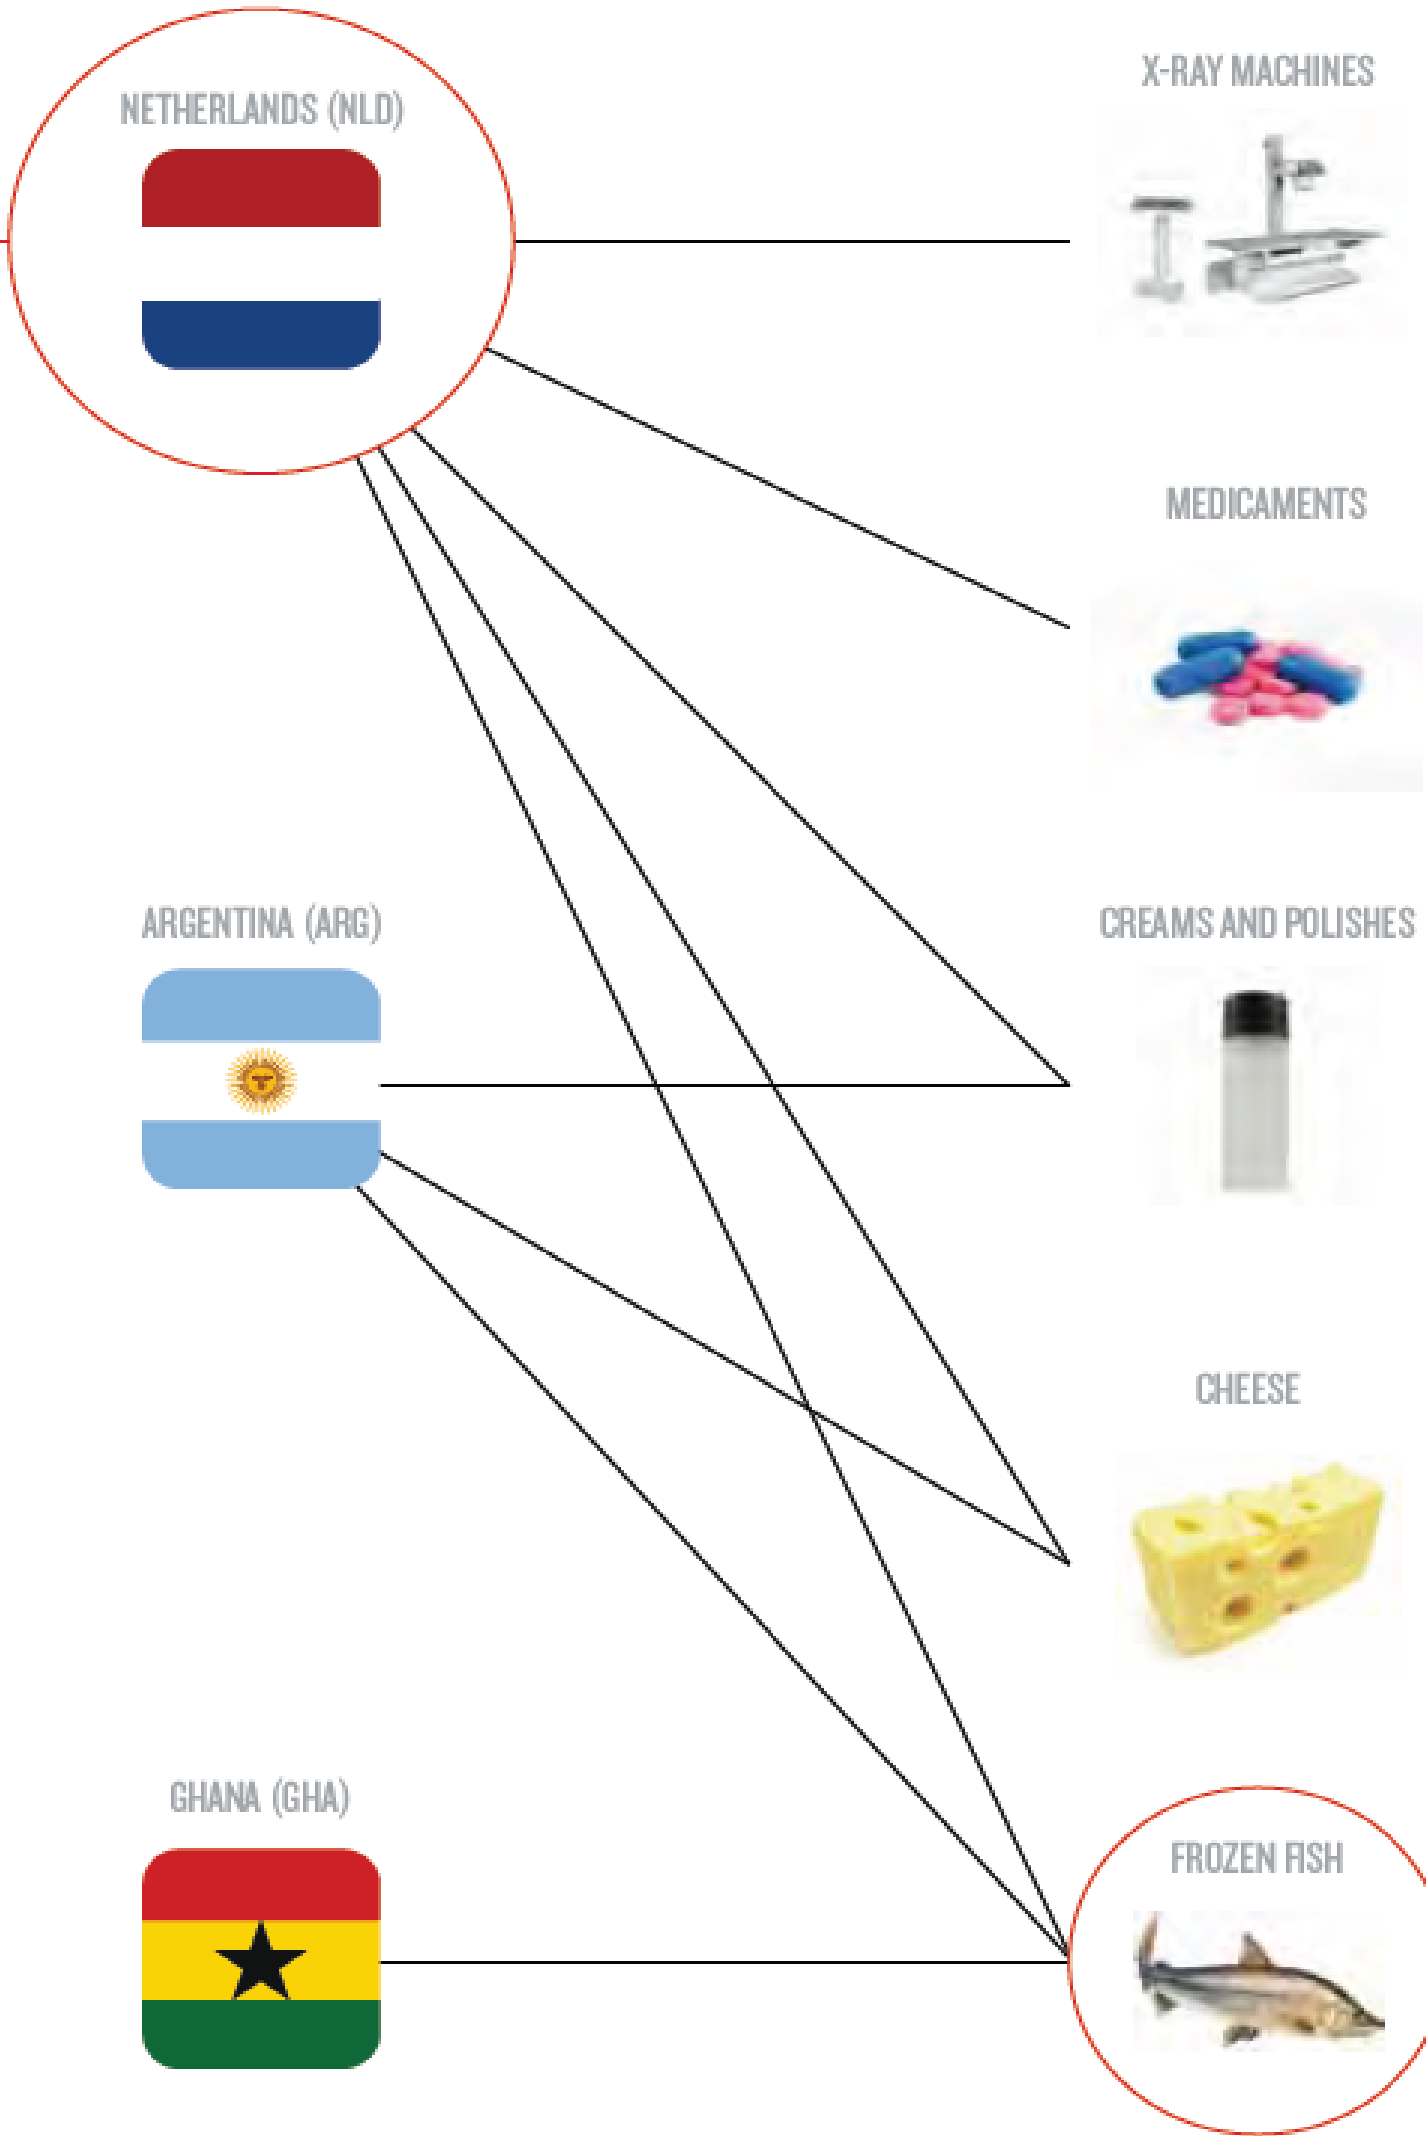 NETHERLANDS (NLD)
X-RAY MACHINES
MEDICAMENTS
ARGENTINA (ARG)
CREAMS AND POLISHES
CHEESE
GHANA (GHA)
FROZEN FISH